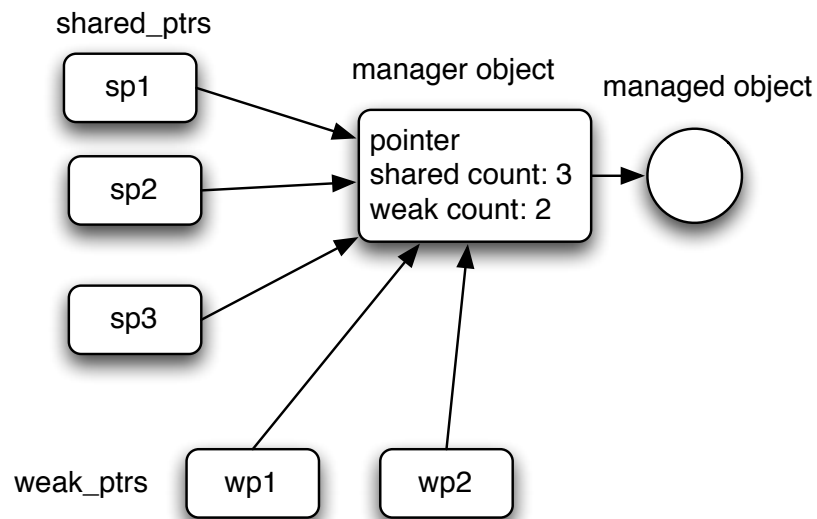 shared_ptrs
sp1
manager object
managed object
pointer
shared count: 3
weak count: 2
sp2
sp3
weak_ptrs
wp1
wp2